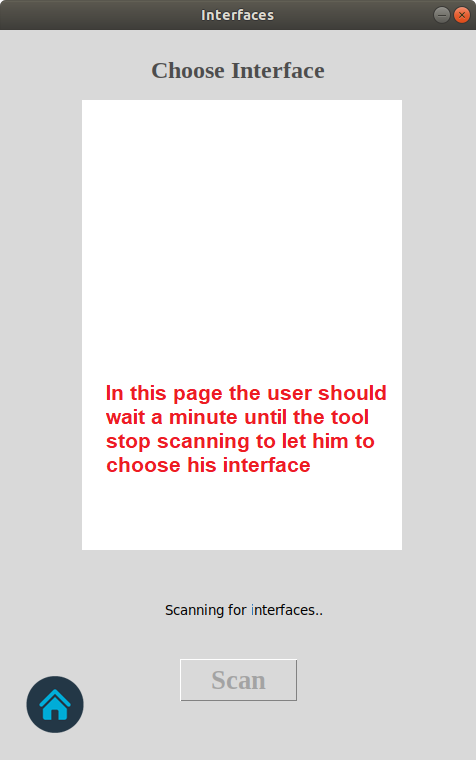 Interfaces
Choose Interface
In this page the user should
wait a minute until the tool
stop scanning to let him to
choose his interface
Scanning for interfaces..
Scan